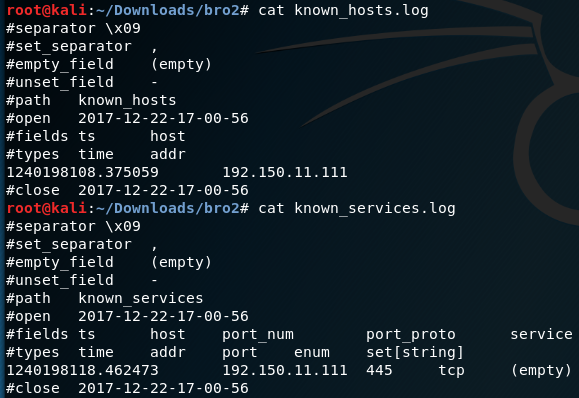 root@kali:~/Downloads/bro2# cat known_hosts.log
#separator \x09
#set_separator  ,
#empty_field    (empty)
#unset_field    -
#path   known_hosts
#open   2017-12-22-17-00-56
#fields ts      host
#types  time    addr
1240198108.375059       192.150.11.111
#close  2017-12-22-17-00-56
root@kali:~/Downloads/bro2# cat known_services.log
#separator \x09
#set_separator  ,
#empty_field    (empty)
#unset_field    -
#path   known_services
#open   2017-12-22-17-00-56
#fields ts      host    port_num        port_proto      service
#types  time    addr    port    enum    set[string]
1240198118.462473       192.150.11.111  445     tcp     (empty)
#close  2017-12-22-17-00-56